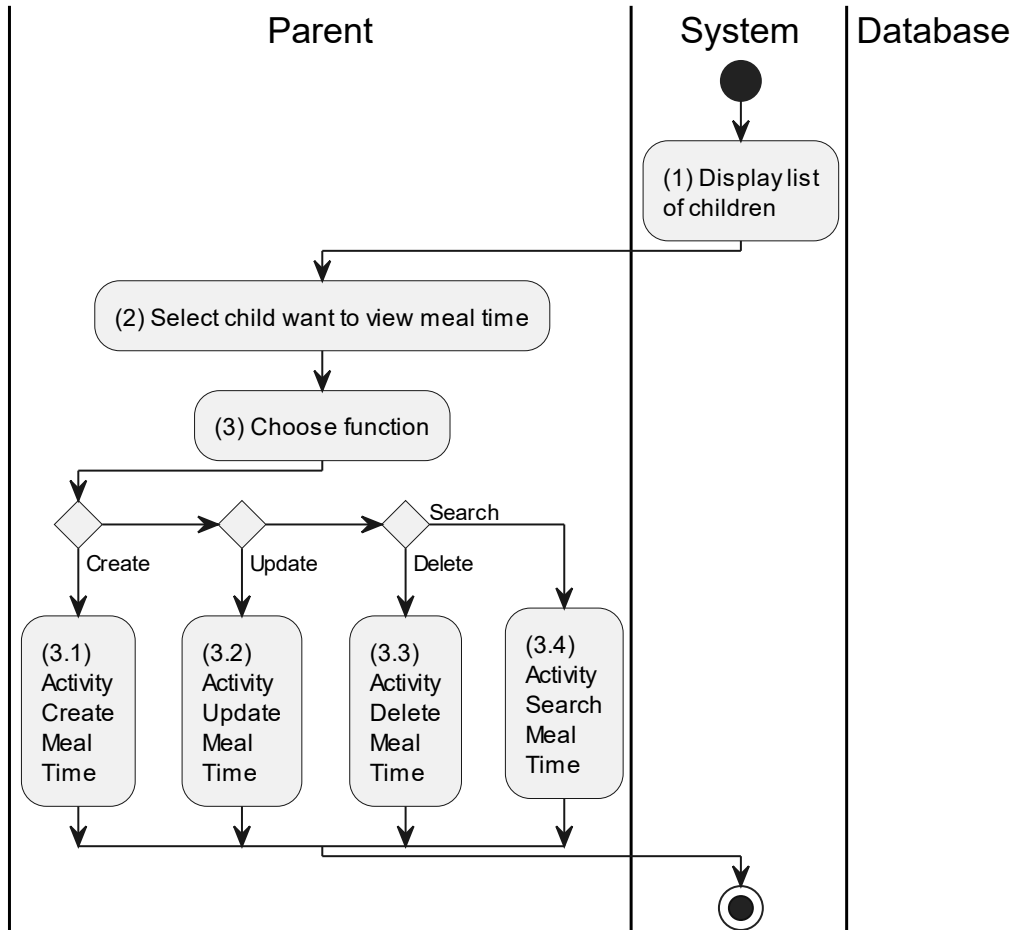 Parent
System
Database
(1) Display list
of children
(2) Select child want to view meal time
(3) Choose function
Search
Create
Update
Delete
(3.1)
Activity
Create
Meal
Time
(3.2)
Activity
Update
Meal
Time
(3.3)
Activity
Delete
Meal
Time
(3.4)
Activity
Search
Meal
Time